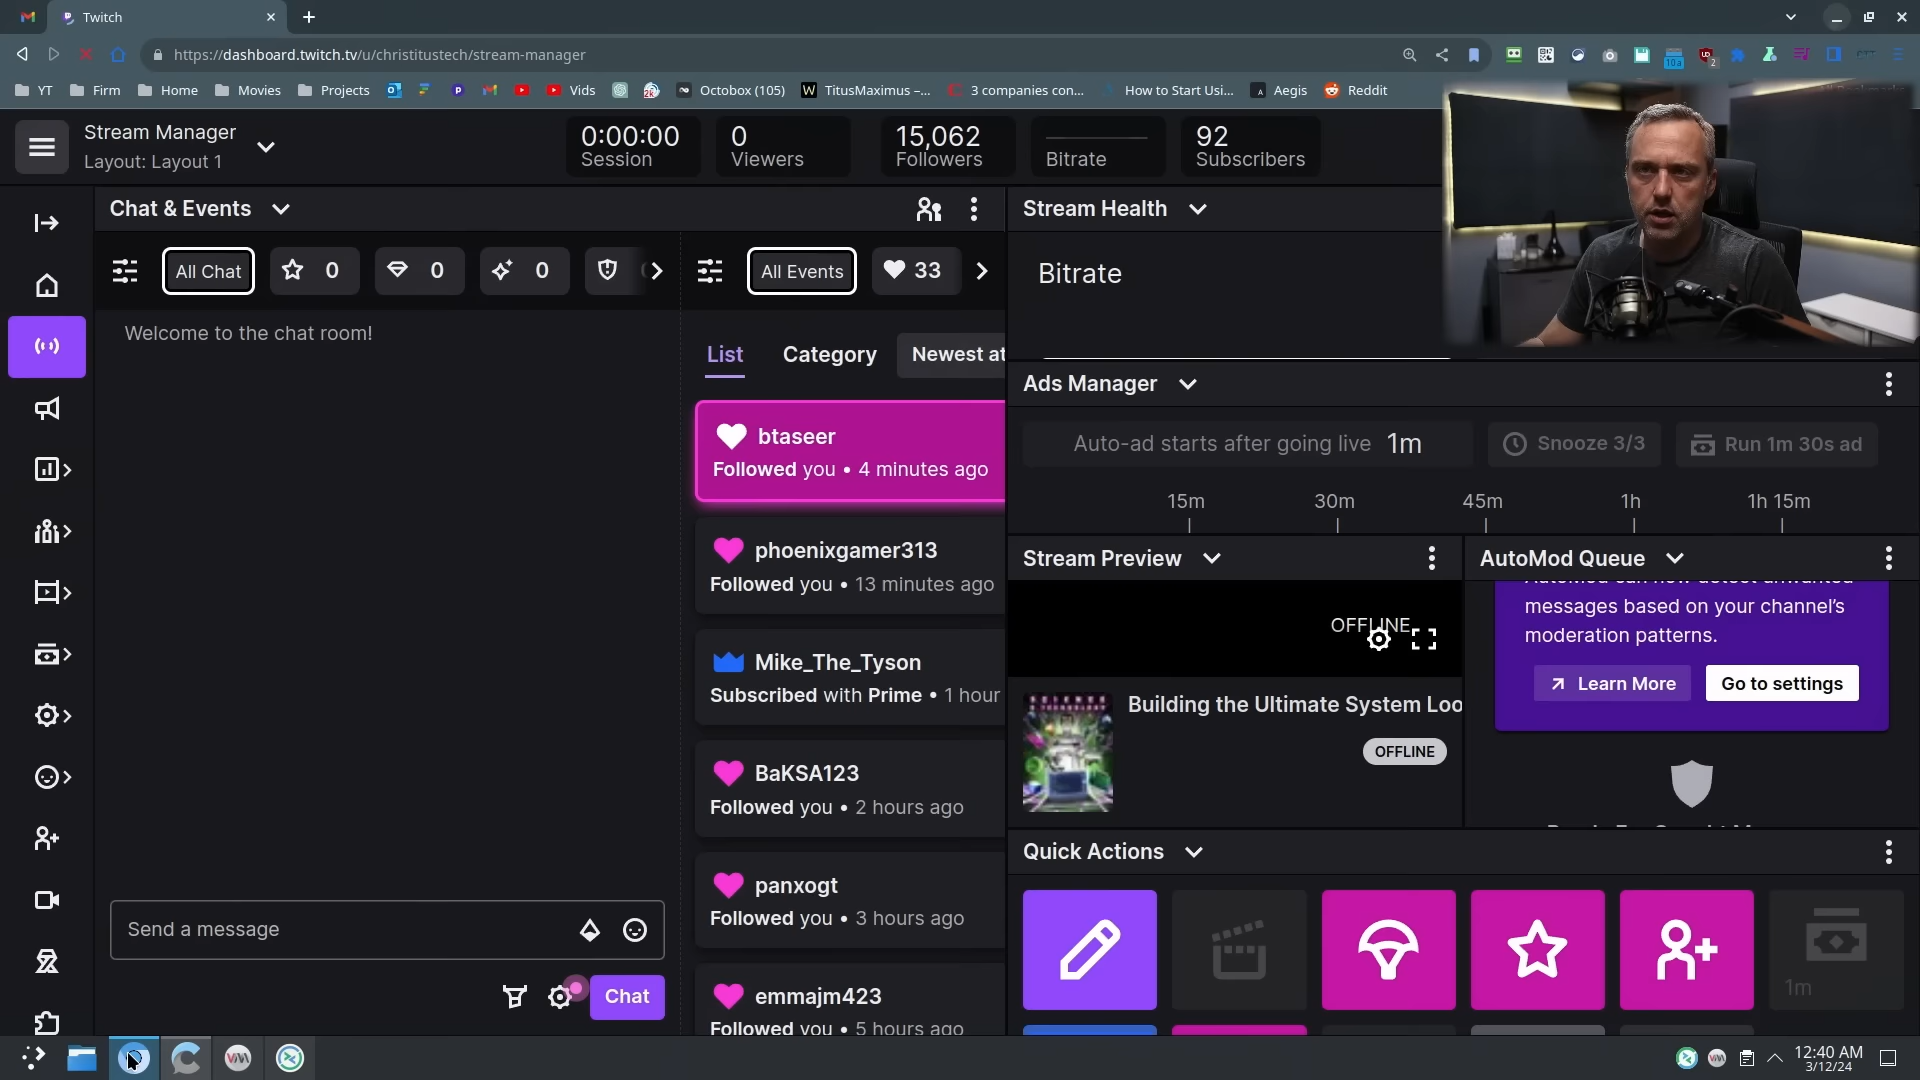 Twitch
https://dashboard.twitch.tv/u/christitustech/stream-manager
10a
2
YT
Firm
Home
Movies
Projects
Vids
Octobox (105)
TitusMaximus –...
3 companies con...
How to Start Usi...
Aegis
Reddit
Stream Manager
Layout: Layout 1
0:00:00
Session
0
Viewers
15,062
Followers
Bitrate
92
Subscribers
Chat & Events
All Chat
0
0
0
All Events
33
Welcome to the chat room!
List
Category
Newest at
btaseer
Followed you • 4 minutes ago
phoenixgamer313
Followed you • 13 minutes ago
Mike_The_Tyson
Subscribed with Prime • 1 hour
BaKSA123
Followed you • 2 hours ago
panxogt
Followed you • 3 hours ago
emmajm423
Followed you • 5 hours ago
Send a message
Chat
Stream Health
Bitrate
Ads Manager
Auto-ad starts after going live 1m
Snooze 3/3
Run 1m 30s ad
15m
30m
45m
1h
1h 15m
Stream Preview
OFFLINE
Building the Ultimate System Loo
OFFLINE
AutoMod Queue
messages based on your channel's
moderation patterns.
Learn More
Go to settings
Quick Actions
1m
12:40 AM
3/12/24